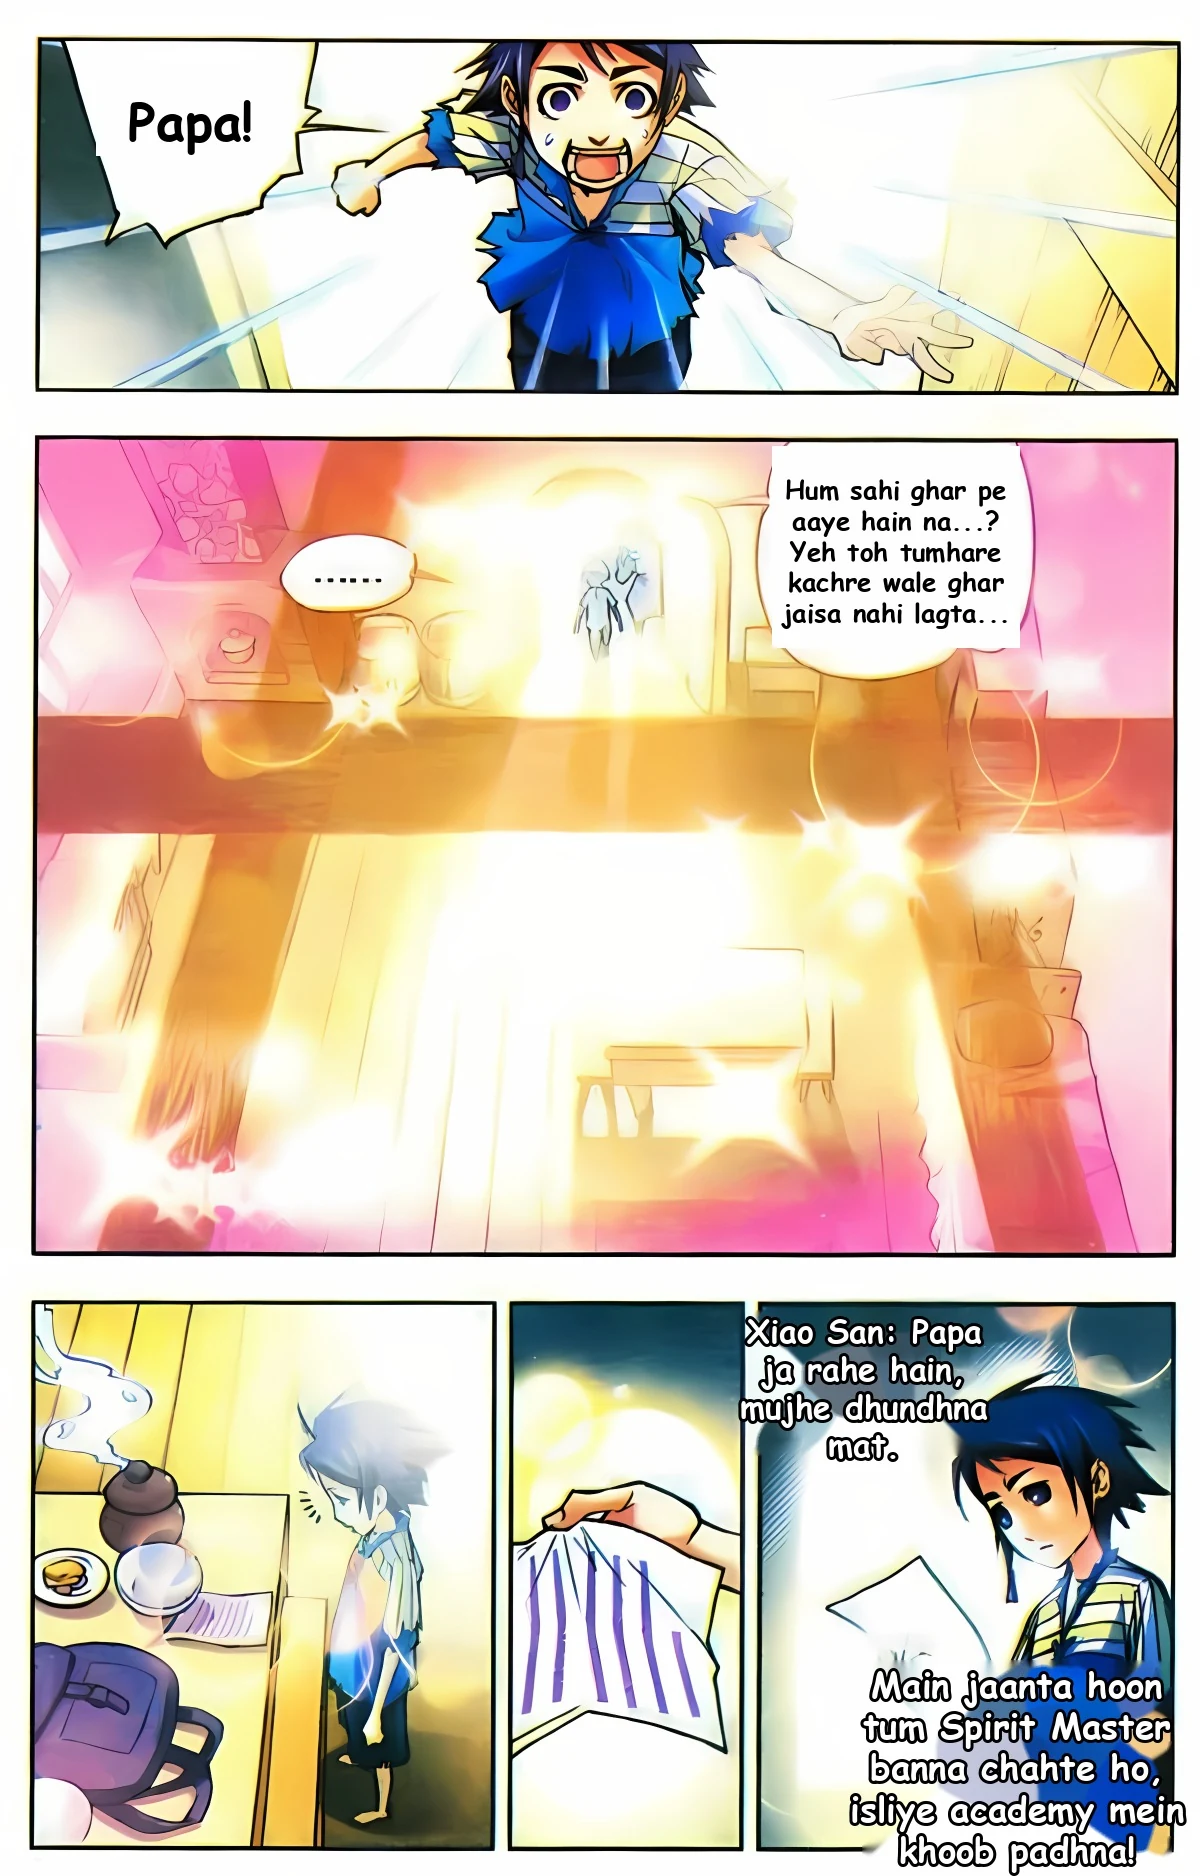 Papa!
.......
Hum sahi ghar pe
aaye hain na...?
Yeh toh tumhare
kachre wale ghar
jaisa nahi lagta...
Xiao San: Papa
ja rahe hain,
mujhe dhundhna
mat.
Main jaanta hoon
tum Spirit Master
banna chahte ho,
isliye academy mein
khoob padhna!